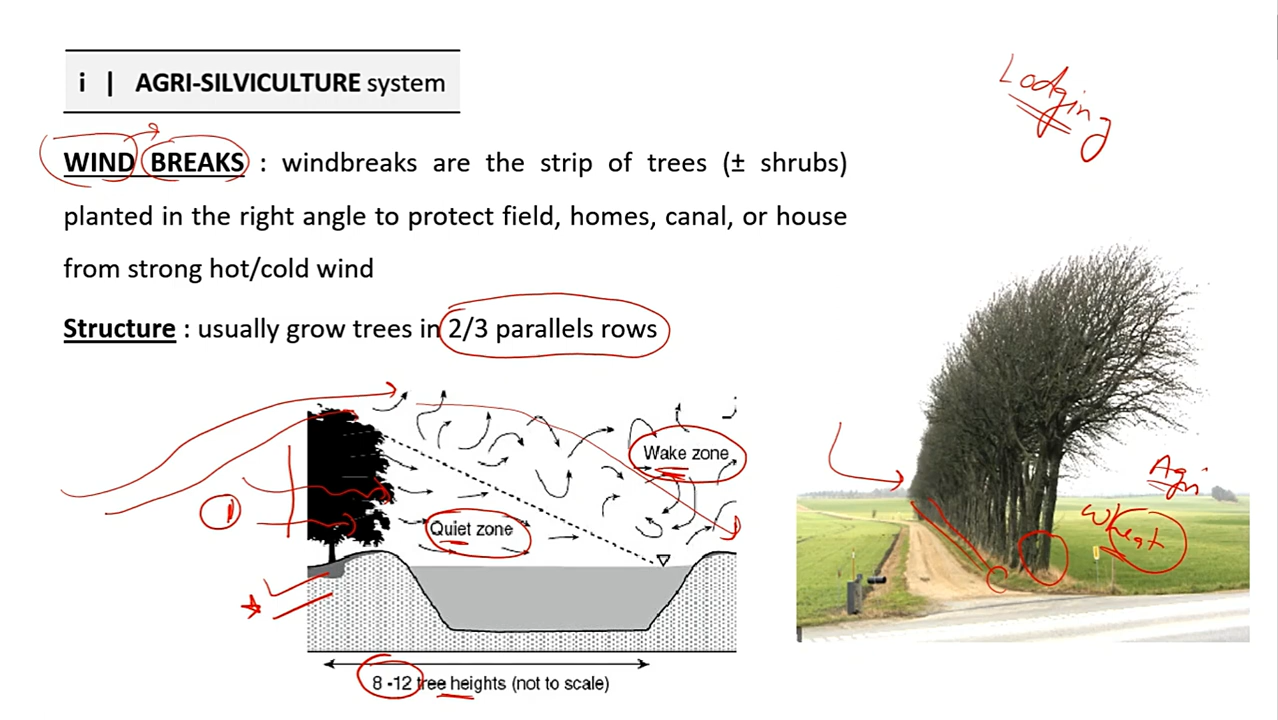 i | AGRI-SILVICULTURE system
Lodging
WIND BREAKS : windbreaks are the strip of trees (± shrubs)
planted in the right angle to protect field, homes, canal, or house
from strong hot/cold wind
Structure : usually grow trees in 2/3 parallels rows
Wake zone
Quiet zone
1
8 -12 tree heights (not to scale)
Agri
Wheat